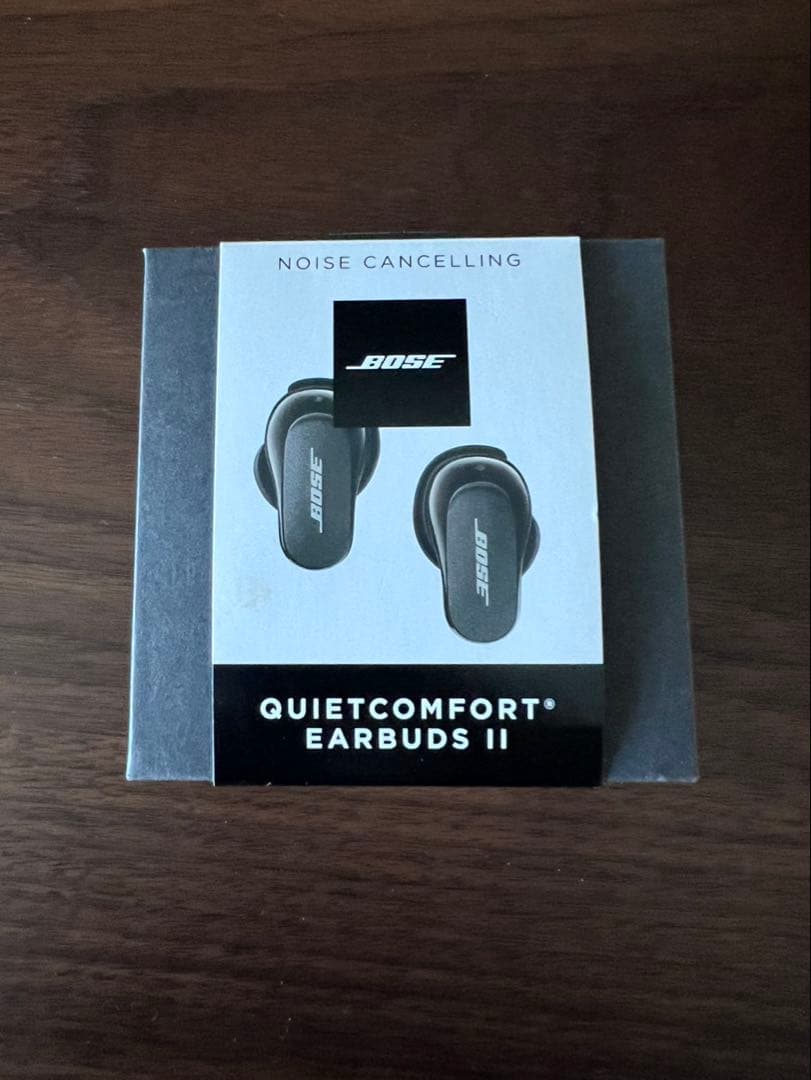 NOISE CANCELLING
BOSE
BOSE
BOSE
QUIETCOMFORT®
EARBUDS II